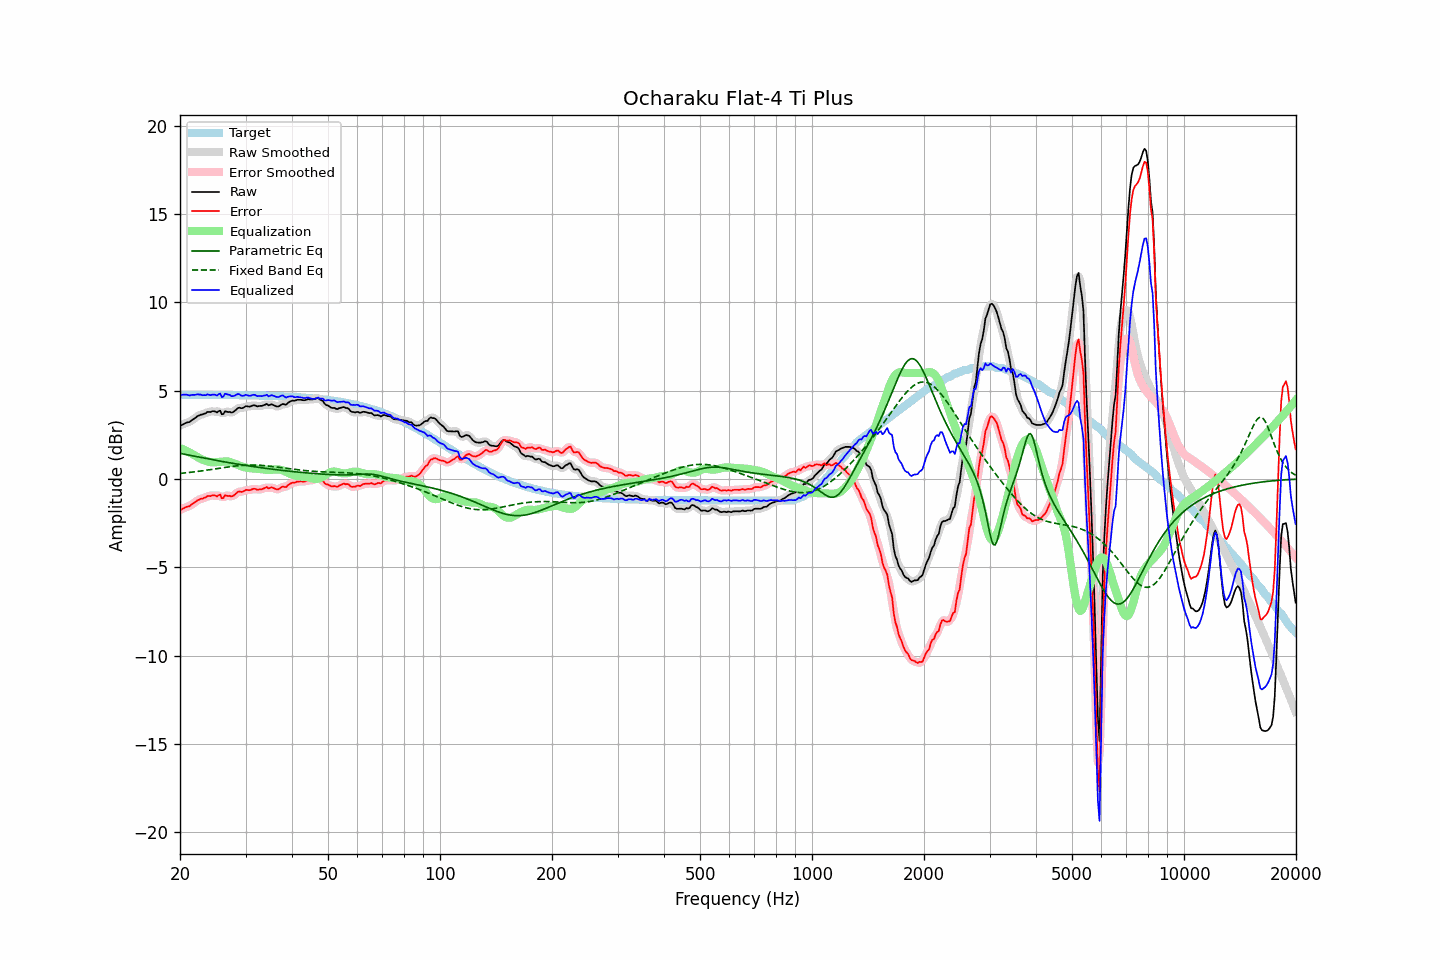 Ocharaku Flat-4 Ti Plus
Amplitude (dBr)
20
15
10
5
0
−5
−10
−15
−20
Target
Raw Smoothed
Error Smoothed
Raw
Error
Equalization
Parametric Eq
Fixed Band Eq
Equalized
20 50 100 200 500 1000 2000 5000 10000 20000
Frequency (Hz)